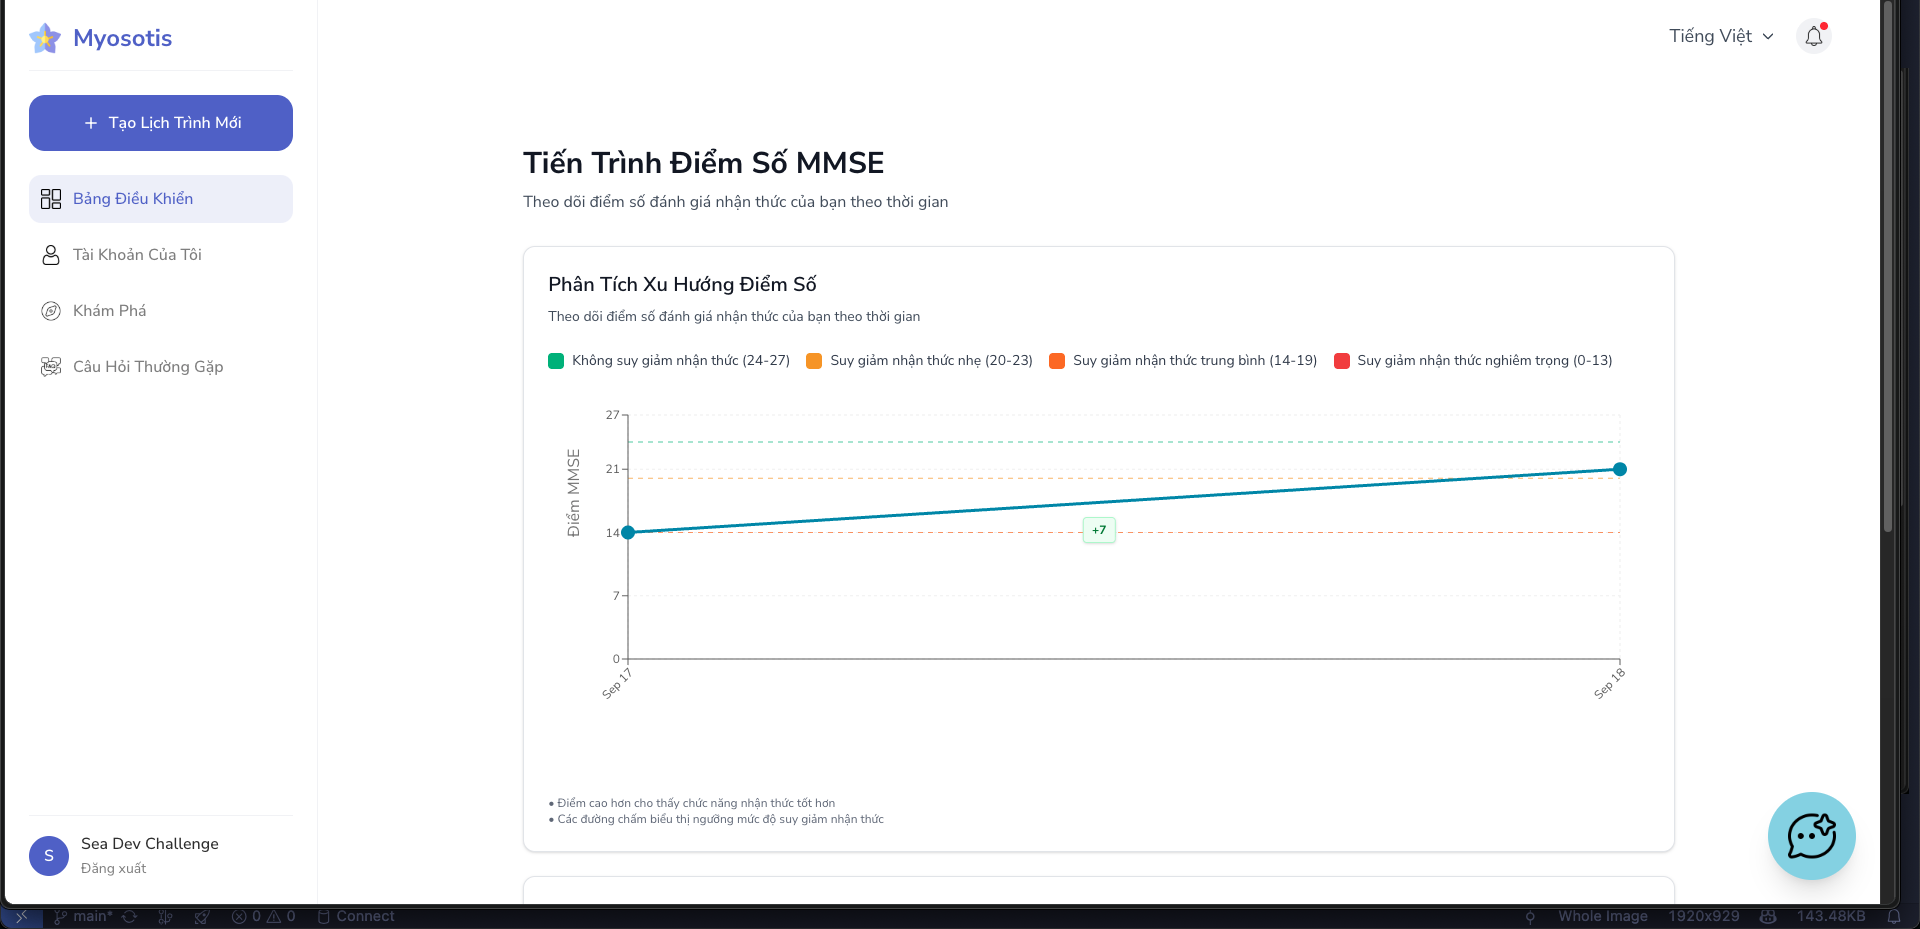 Myosotis
Tiếng Việt
+ Tạo Lịch Trình Mới
Bảng Điều Khiển
Tài Khoản Của Tôi
Khám Phá
Câu Hỏi Thường Gặp
Sea Dev Challenge
S
Đăng xuất
Tiến Trình Điểm Số MMSE
Theo dõi điểm số đánh giá nhận thức của bạn theo thời gian
Phân Tích Xu Hướng Điểm Số
Theo dõi điểm số đánh giá nhận thức của bạn theo thời gian
Không suy giảm nhận thức (24-27) Suy giảm nhận thức nhẹ (20-23) Suy giảm nhận thức trung bình (14-19) Suy giảm nhận thức nghiêm trọng (0-13)
Điểm MMSE
27
21
14
7
0
+7
Sep 17
Sep 18
• Điểm cao hơn cho thấy chức năng nhận thức tốt hơn
• Các đường chấm biểu thị ngưỡng mức độ suy giảm nhận thức
main* 0 0 Connect Whole Image 1920x929 143.48KB